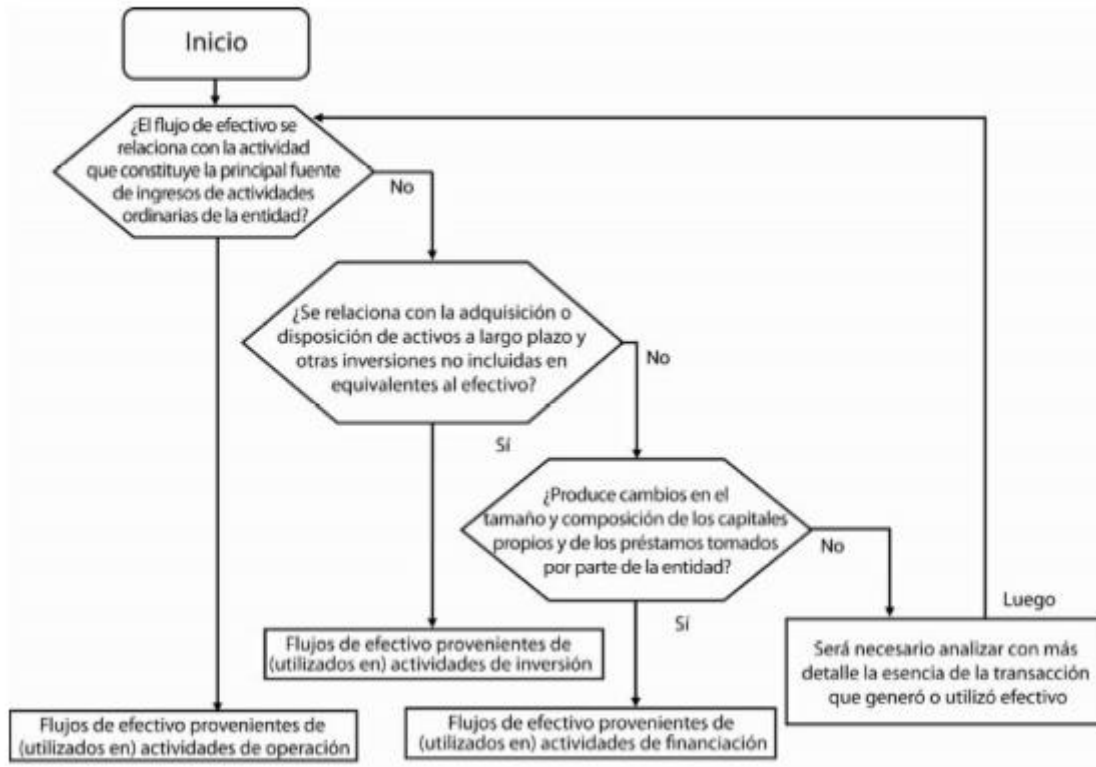 Inicio
¿El flujo de efectivo se
relaciona con la actividad
que constituye la principal fuente
de ingresos de actividades
ordinarias de la entidad?
No
¿Se relaciona con la adquisición o
disposición de activos a largo plazo y
otras inversiones no incluidas en
equivalentes al efectivo?
No
Sí
¿Produce cambios en el
tamaño y composición de los capitales
propios y de los préstamos tomados
por parte de la entidad?
No
Luego
Sí
Será necesario analizar con más
detalle la esencia de la transacción
que generó o utilizó efectivo
Flujos de efectivo provenientes de
(utilizados en) actividades de inversión
Flujos de efectivo provenientes de
(utilizados en) actividades de operación
Flujos de efectivo provenientes de
(utilizados en) actividades de financiación